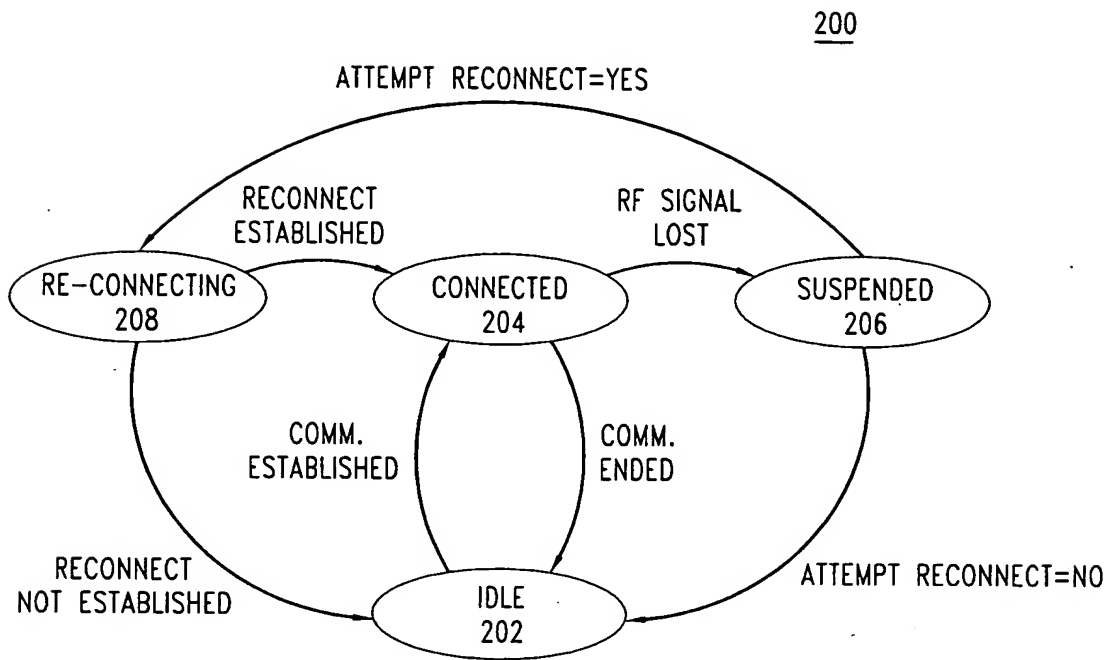 200
ATTEMPT RECONNECT=YES
RECONNECT
ESTABLISHED
RF SIGNAL
LOST
RE-CONNECTING
208
CONNECTED
204
SUSPENDED
206
COMM.
ESTABLISHED
COMM.
ENDED
RECONNECT
NOT ESTABLISHED
IDLE
202
ATTEMPT RECONNECT=NO